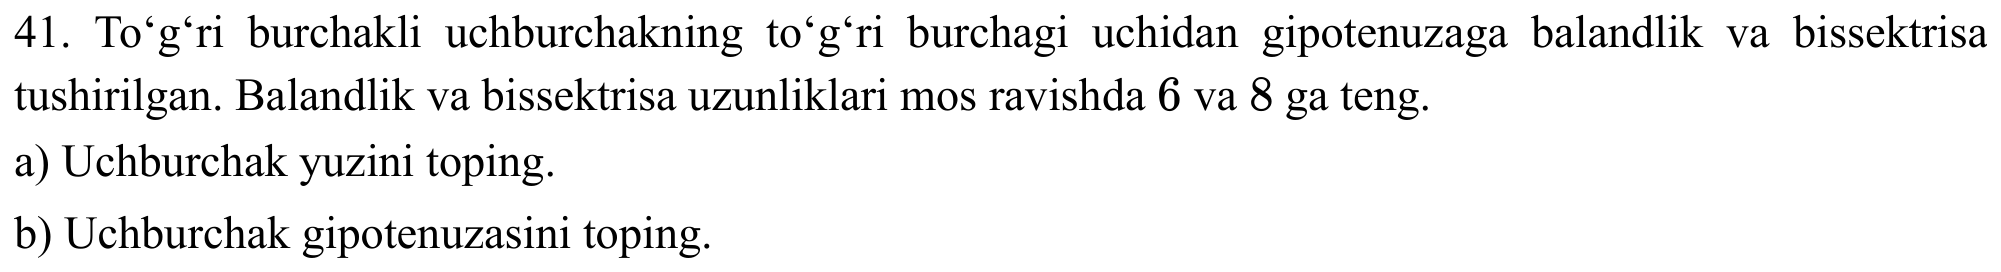 41. To‘g‘ri burchakli uchburchakning to‘g‘ri burchagi uchidan gipotenuzaga balandlik va bissektrisa
tushirilgan. Balandlik va bissektrisa uzunliklari mos ravishda 6 va 8 ga teng.
a) Uchburchak yuzini toping.
b) Uchburchak gipotenuzasini toping.